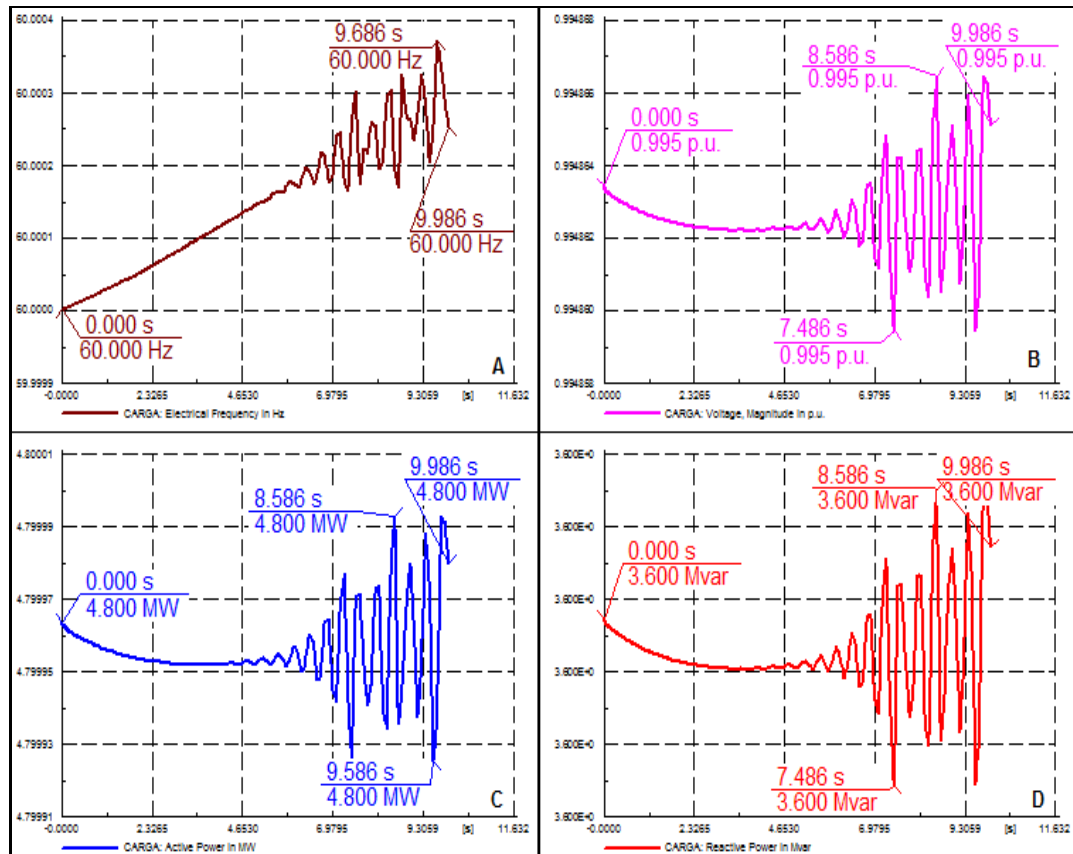 60.0004
60.0003
60.0002
60.0001
60.0000
59.9999
9.686 s
60.000 Hz
9.986 s
60.000 Hz
0.000 s
60.000 Hz
A
-0.0000 2.3265 4.6530 6.9795 9.3059 [s] 11.632
CARGA: Electrical Frequency in Hz
0.994868
0.994866
0.994864
0.994862
0.994860
0.994858
9.986 s
0.995 p.u.
8.586 s
0.995 p.u.
0.000 s
0.995 p.u.
7.486 s
0.995 p.u.
B
-0.0000 2.3265 4.6530 6.9795 9.3059 [s] 11.632
CARGA: Voltage, Magnitude in p.u.
4.80001
4.79999
4.79997
4.79995
4.79993
4.79991
9.986 s
4.800 MW
8.586 s
4.800 MW
0.000 s
4.800 MW
9.586 s
4.800 MW
C
-0.0000 2.3265 4.6530 6.9795 9.3059 [s] 11.632
CARGA: Active Power in MW
3.600E+0
3.600E+0
3.600E+0
3.600E+0
3.600E+0
3.600E+0
8.586 s
3.600 Mvar
9.986 s
3.600 Mvar
0.000 s
3.600 Mvar
7.486 s
3.600 Mvar
D
-0.0000 2.3265 4.6530 6.9795 9.3059 [s] 11.632
CARGA: Reactive Power in Mvar